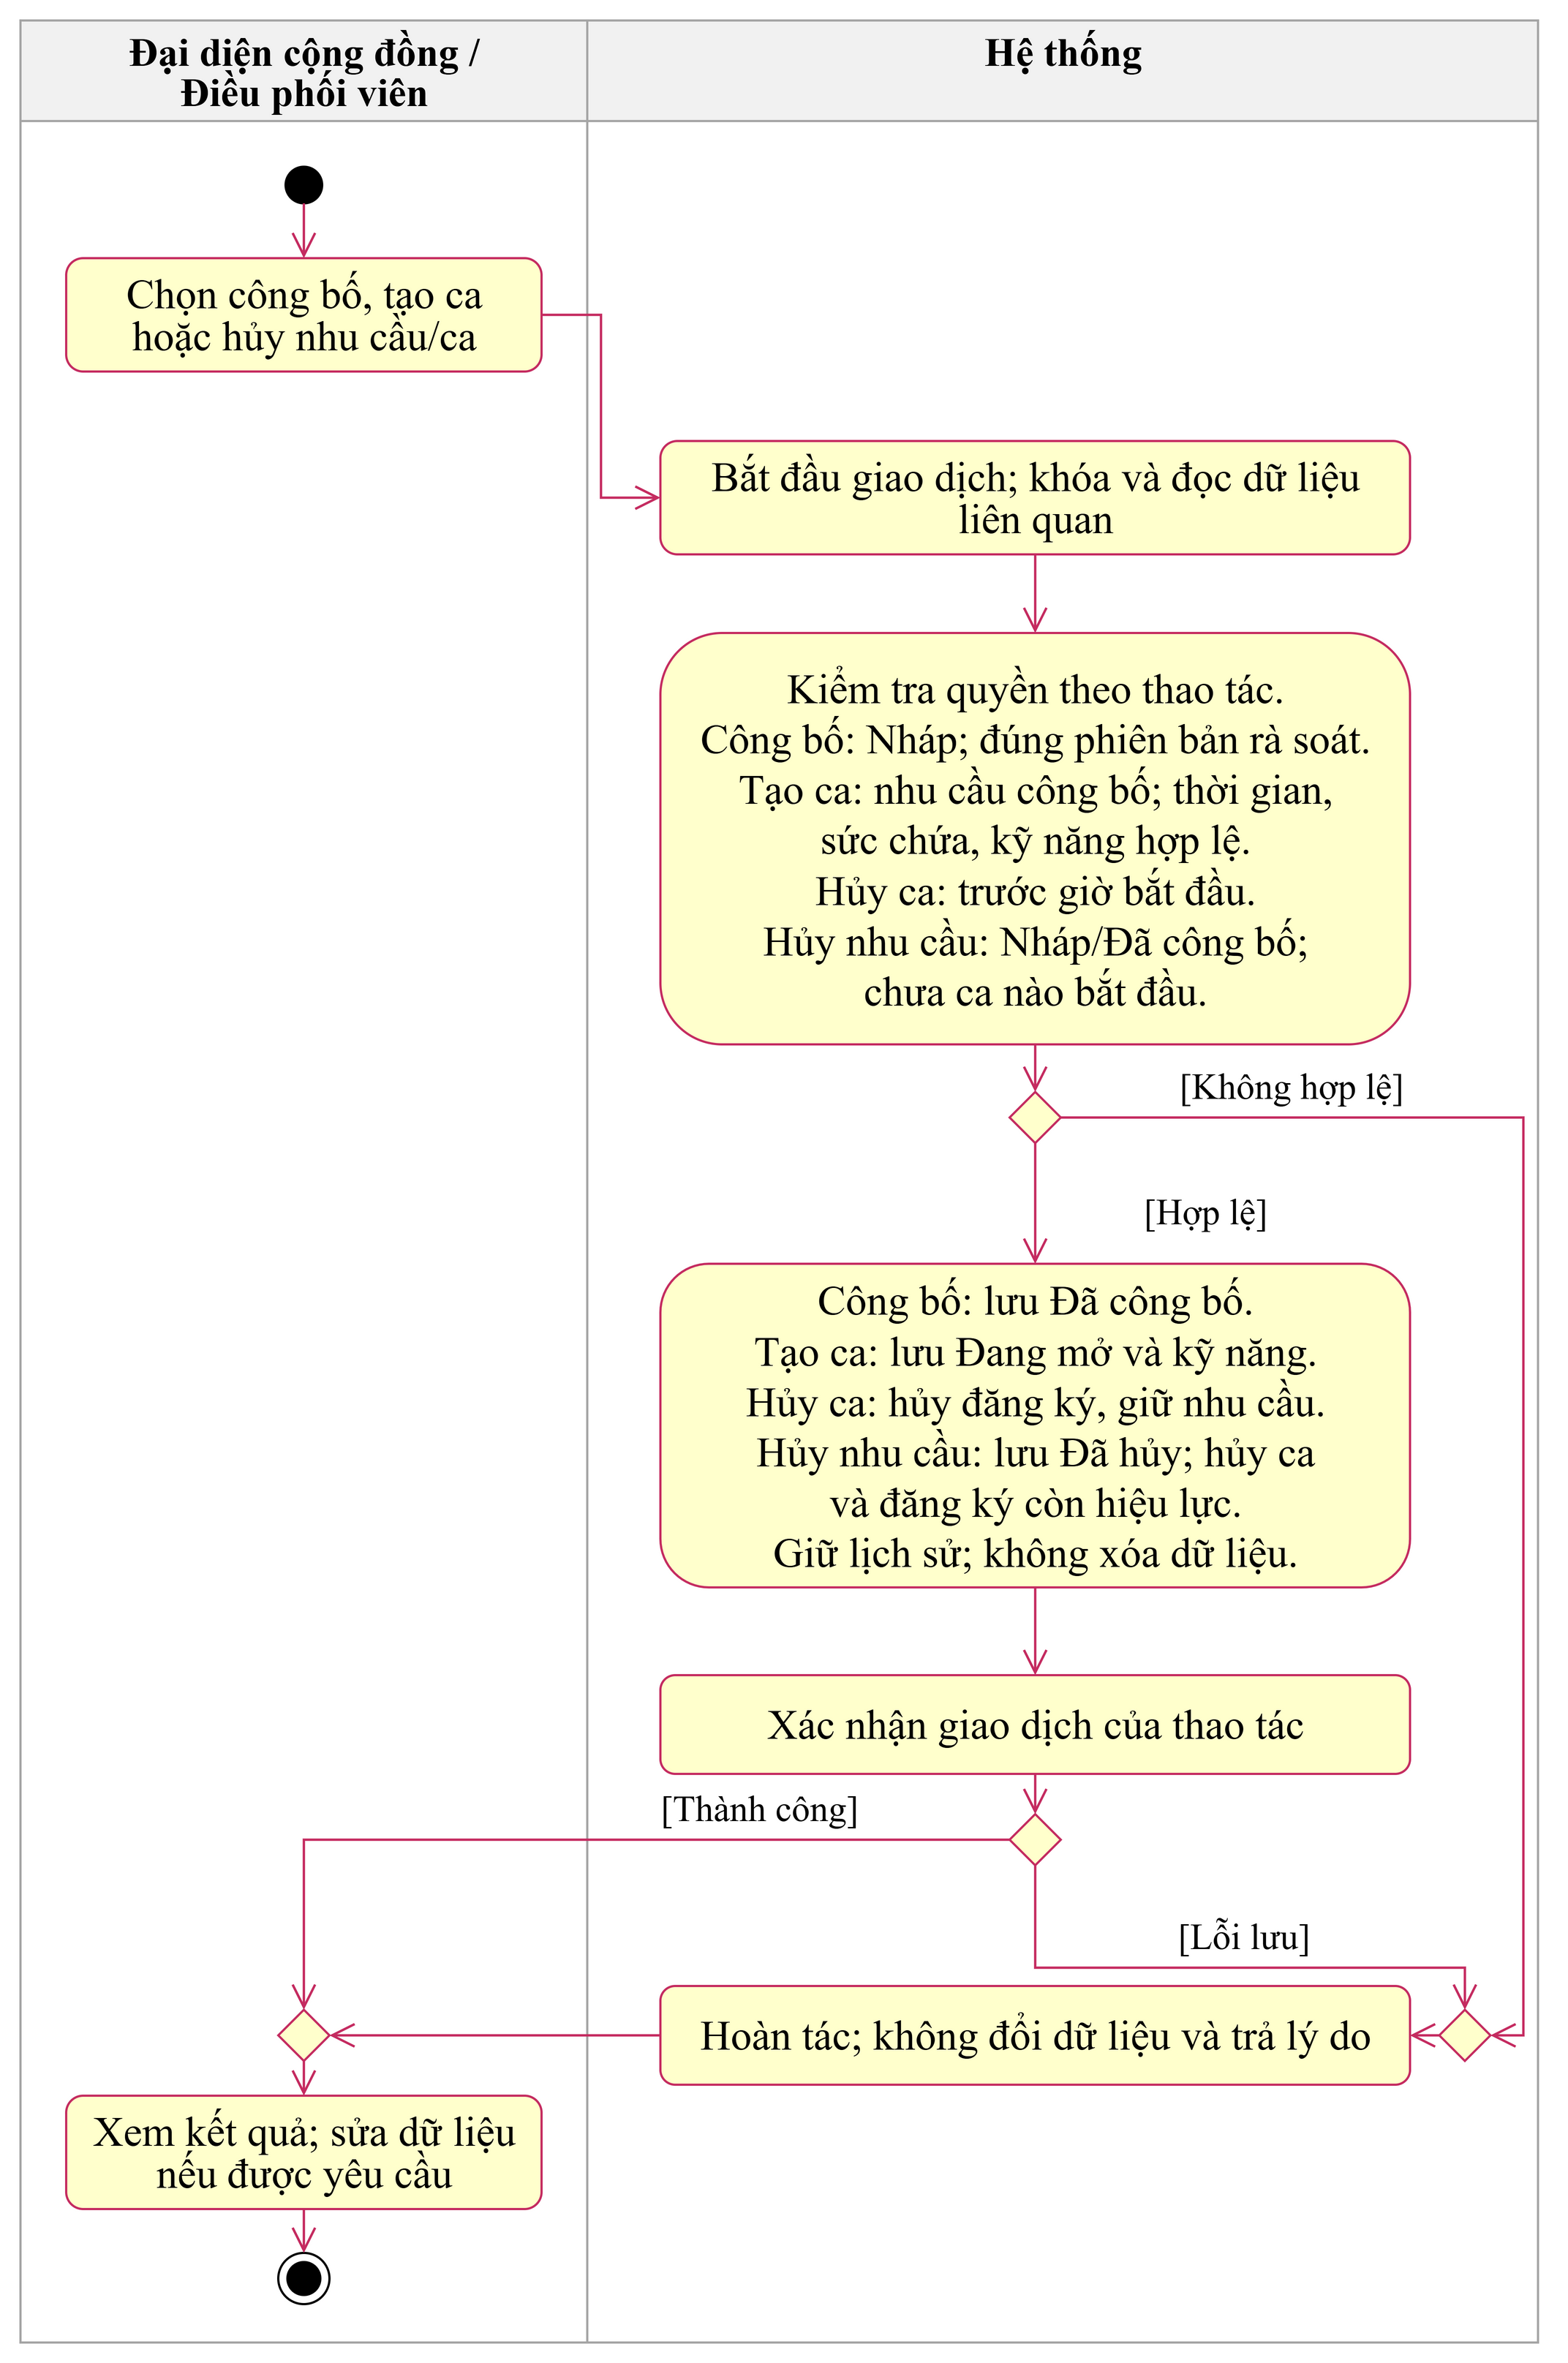 Đại diện cộng đồng /
Điều phối viên
Hệ thống
Chọn công bố, tạo ca
hoặc hủy nhu cầu/ca
Bắt đầu giao dịch; khóa và đọc dữ liệu
liên quan
Kiểm tra quyền theo thao tác.
Công bố: Nháp; đúng phiên bản rà soát.
Tạo ca: nhu cầu công bố; thời gian,
sức chứa, kỹ năng hợp lệ.
Hủy ca: trước giờ bắt đầu.
Hủy nhu cầu: Nháp/Đã công bố;
chưa ca nào bắt đầu.
[Không hợp lệ]
[Hợp lệ]
Công bố: lưu Đã công bố.
Tạo ca: lưu Đang mở và kỹ năng.
Hủy ca: hủy đăng ký, giữ nhu cầu.
Hủy nhu cầu: lưu Đã hủy; hủy ca
và đăng ký còn hiệu lực.
Giữ lịch sử; không xóa dữ liệu.
Xác nhận giao dịch của thao tác
[Thành công]
[Lỗi lưu]
Hoàn tác; không đổi dữ liệu và trả lý do
Xem kết quả; sửa dữ liệu
nếu được yêu cầu